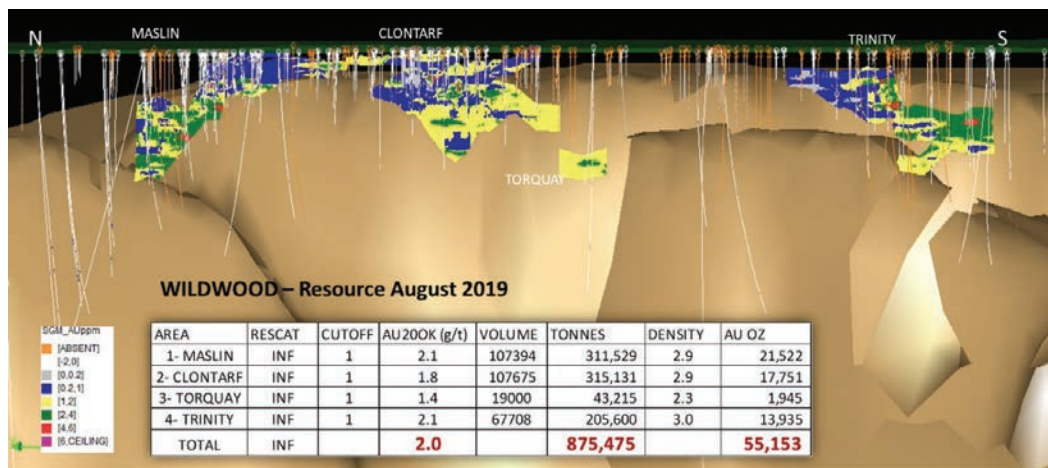 N MASLIN CLONTARF TRINITY S
TORQUAY
WILDWOOD – Resource August 2019
SGM_AUppm
[ABSENT]
[-2,0]
[0,0.2]
[0.2,1]
[1,2]
[2,4]
[4,6]
[6,CEILING]
AREA RESCAT CUTOFF AU200K (g/t) VOLUME TONNES DENSITY AU OZ
1- MASLIN INF 1 2.1 107394 311,529 2.9 21,522
2- CLONTARF INF 1 1.8 107675 315,131 2.9 17,751
3- TORQUAY INF 1 1.4 19000 43,215 2.3 1,945
4- TRINITY INF 1 2.1 67708 205,600 3.0 13,935
TOTAL INF 2.0 875,475 55,153